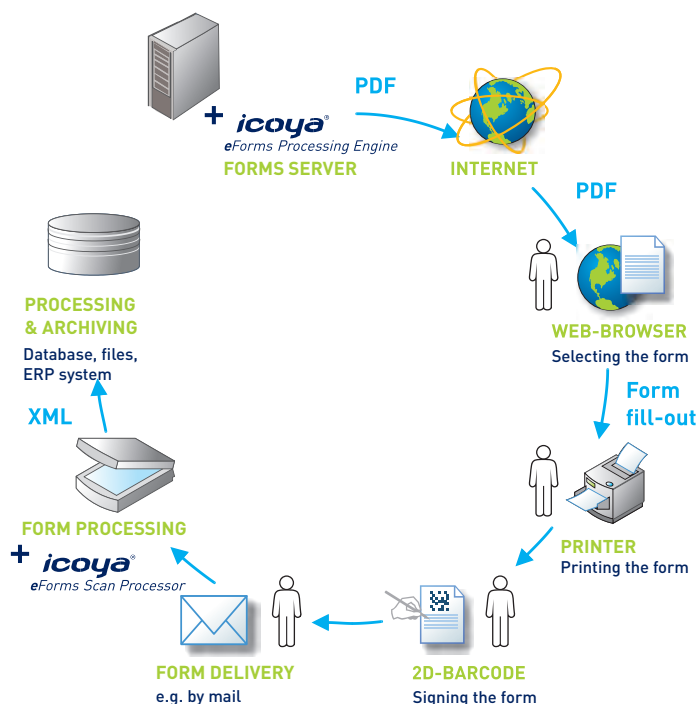 PDF
+ icoya®
eForms Processing Engine
FORMS SERVER
INTERNET
PDF
WEB-BROWSER
Selecting the form
Form
fill-out
PRINTER
Printing the form
2D-BARCODE
Signing the form
FORM DELIVERY
e.g. by mail
FORM PROCESSING
+ icoya®
eForms Scan Processor
XML
PROCESSING
& ARCHIVING
Database, files,
ERP system